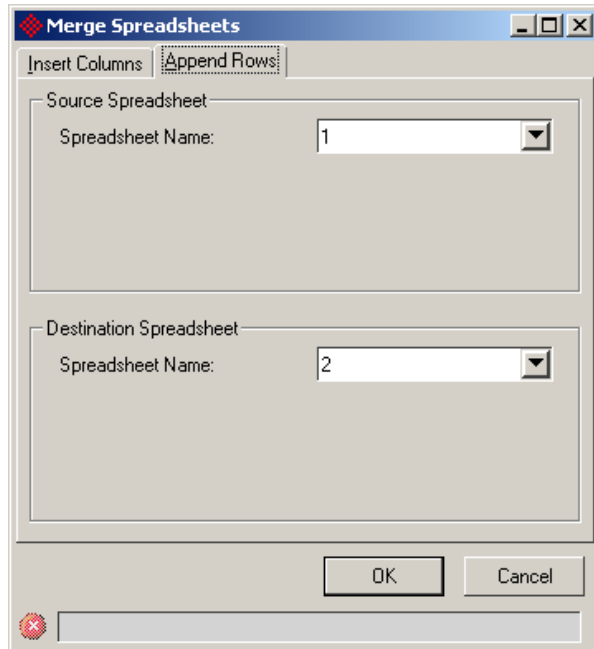 Merge Spreadsheets
Insert Columns Append Rows
Source Spreadsheet
Spreadsheet Name: 1
Destination Spreadsheet
Spreadsheet Name: 2
OK Cancel